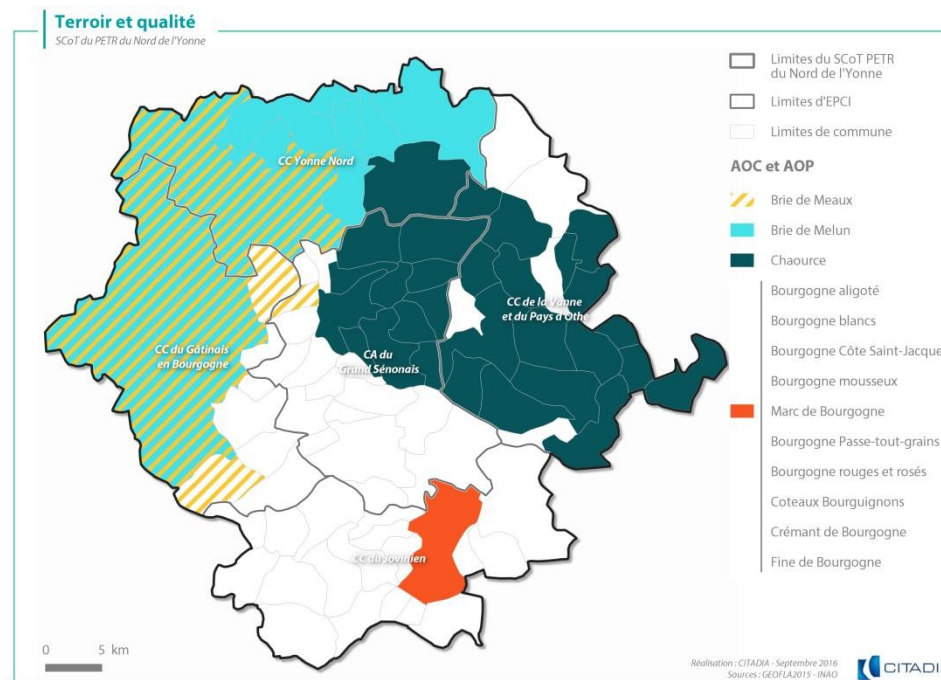 Terroir et qualité
SCoT du PETR du Nord de l'Yonne
Limites du SCoT PETR
du Nord de l'Yonne
Limites d'EPCI
Limites de commune
AOC et AOP
Brie de Meaux
Brie de Melun
Chaource
Bourgogne aligoté
Bourgogne blancs
Bourgogne Côte Saint-Jacques
Bourgogne mousseux
Marc de Bourgogne
Bourgogne Passe-tout-grains
Bourgogne rouges et rosés
Coteaux Bourguignons
Crémant de Bourgogne
Fine de Bourgogne
CC Yonne Nord
CC de la Vanne
et du Pays d'Othe
CC du Gâtinais
en Bourgogne
CA du
Grand Sénonais
CC du Jovinien
0 5 km
Réalisation : CITADIA - Septembre 2016
Sources : GEOFLA2015 - INAO
CITADIA